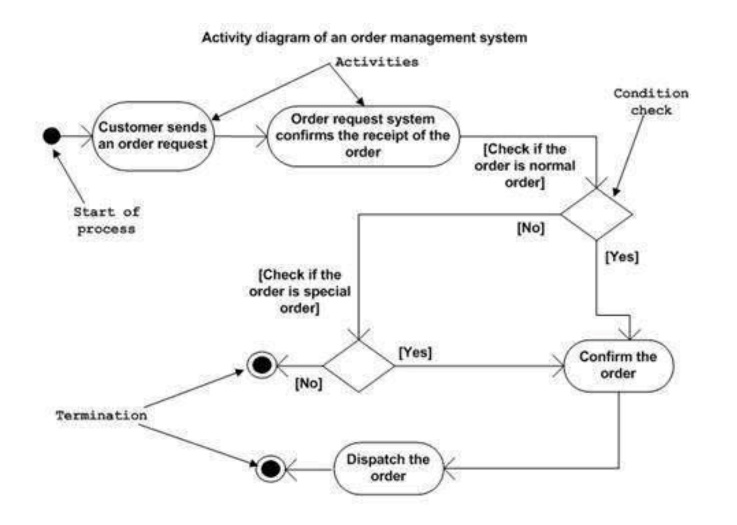 Activity diagram of an order management system
Activities
Condition
check
Customer sends
an order request
Order request system
confirms the receipt of the
order
[Check if the
order is normal
order]
Start of
process
[No]
[Yes]
[Check if the
order is special
order]
[Yes]
[No]
Confirm the
order
Termination
Dispatch the
order